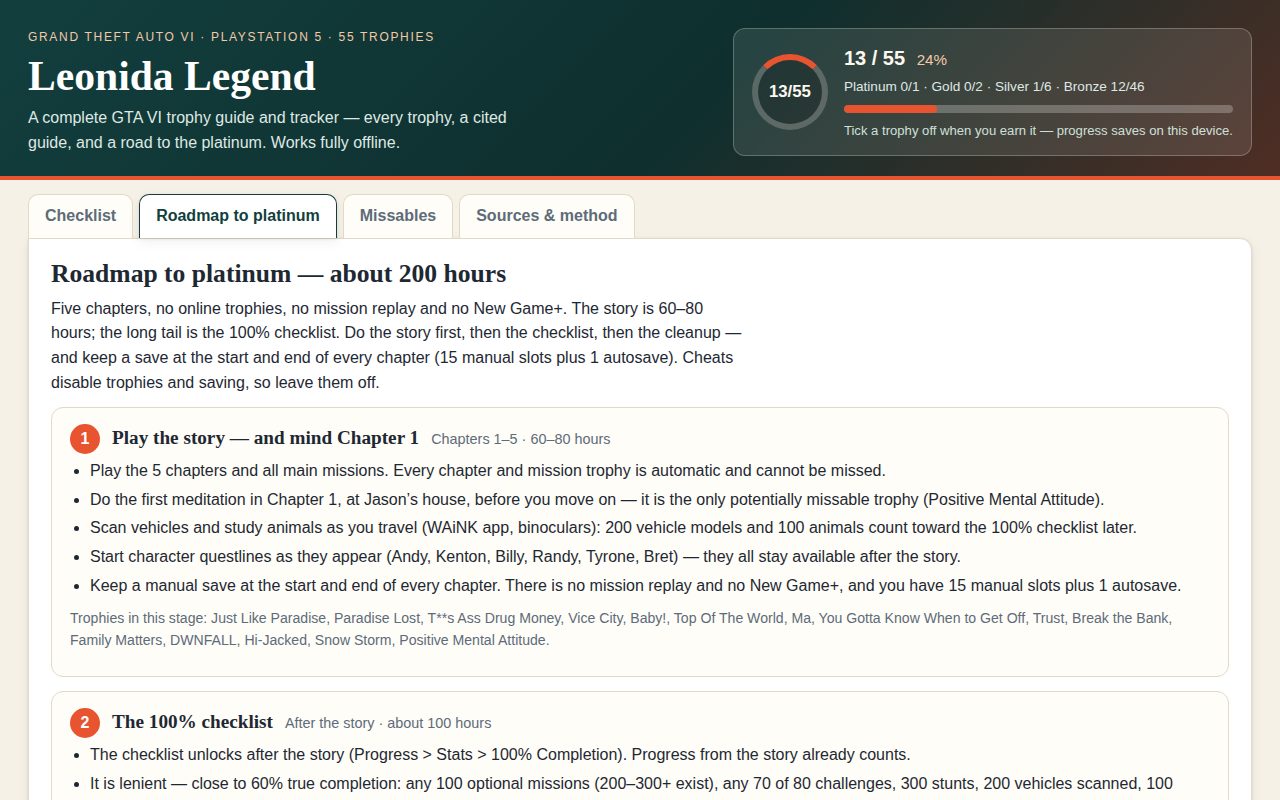 GRAND THEFT AUTO VI · PLAYSTATION 5 · 55 TROPHIES
Leonida Legend
A complete GTA VI trophy guide and tracker — every trophy, a cited
guide, and a road to the platinum. Works fully offline.
13/55
13 / 55 24%
Platinum 0/1 · Gold 0/2 · Silver 1/6 · Bronze 12/46
Tick a trophy off when you earn it — progress saves on this device.
Checklist
Roadmap to platinum
Missables
Sources & method
Roadmap to platinum — about 200 hours
Five chapters, no online trophies, no mission replay and no New Game+. The story is 60–80
hours; the long tail is the 100% checklist. Do the story first, then the checklist, then the cleanup —
and keep a save at the start and end of every chapter (15 manual slots plus 1 autosave). Cheats
disable trophies and saving, so leave them off.
1 Play the story — and mind Chapter 1 Chapters 1–5 · 60–80 hours
• Play the 5 chapters and all main missions. Every chapter and mission trophy is automatic and cannot be missed.
• Do the first meditation in Chapter 1, at Jason’s house, before you move on — it is the only potentially missable trophy (Positive Mental Attitude).
• Scan vehicles and study animals as you travel (WAiNK app, binoculars): 200 vehicle models and 100 animals count toward the 100% checklist later.
• Start character questlines as they appear (Andy, Kenton, Billy, Randy, Tyrone, Bret) — they all stay available after the story.
• Keep a manual save at the start and end of every chapter. There is no mission replay and no New Game+, and you have 15 manual slots plus 1 autosave.
Trophies in this stage: Just Like Paradise, Paradise Lost, T**s Ass Drug Money, Vice City, Baby!, Top Of The World, Ma, You Gotta Know When to Get Off, Trust, Break the Bank,
Family Matters, DWNFALL, Hi-Jacked, Snow Storm, Positive Mental Attitude.
2 The 100% checklist After the story · about 100 hours
• The checklist unlocks after the story (Progress > Stats > 100% Completion). Progress from the story already counts.
• It is lenient — close to 60% true completion: any 100 optional missions (200–300+ exist), any 70 of 80 challenges, 300 stunts, 200 vehicles scanned, 100